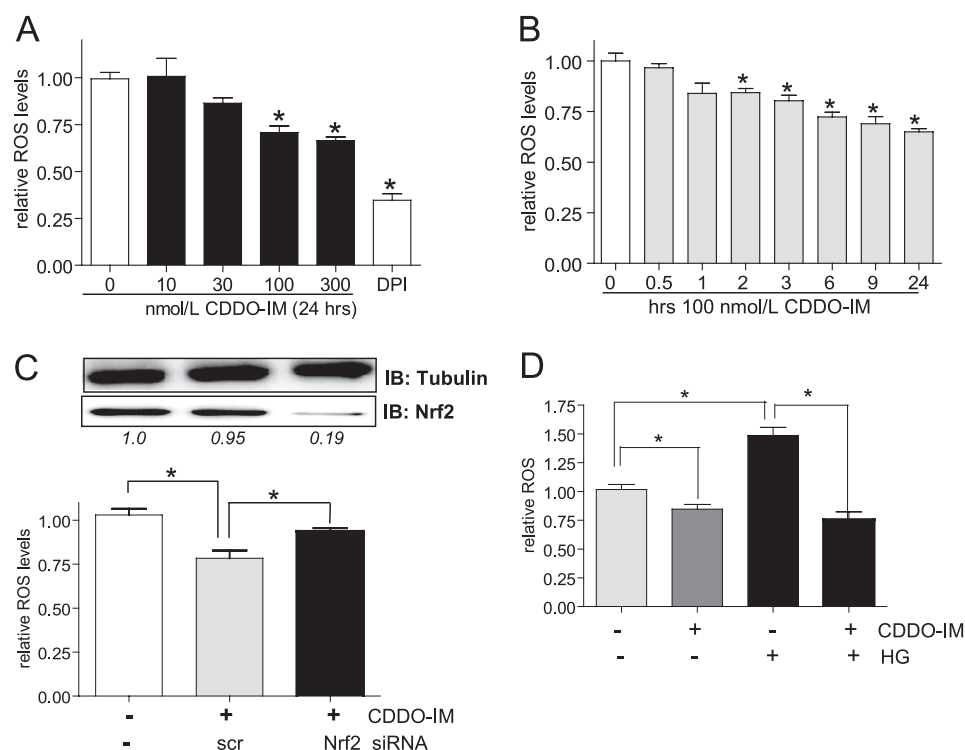 A
relative ROS levels
1.00
0.75
0.50
0.25
0.00
* * *
0 10 30 100 300 DPI
nmol/L CDDO-IM (24 hrs)
B
relative ROS levels
1.00
0.75
0.50
0.25
0.00
* * * * *
0 0.5 1 2 3 6 9 24
hrs 100 nmol/L CDDO-IM
C
IB: Tubulin
IB: Nrf2
1.0 0.95 0.19
relative ROS levels
1.00
0.75
0.50
0.25
0.00
* *
- + + CDDO-IM
- scr Nrf2 siRNA
D
relative ROS
1.75
1.50
1.25
1.00
0.75
0.50
0.25
0.00
* * *
- + - + CDDO-IM
- - + + HG